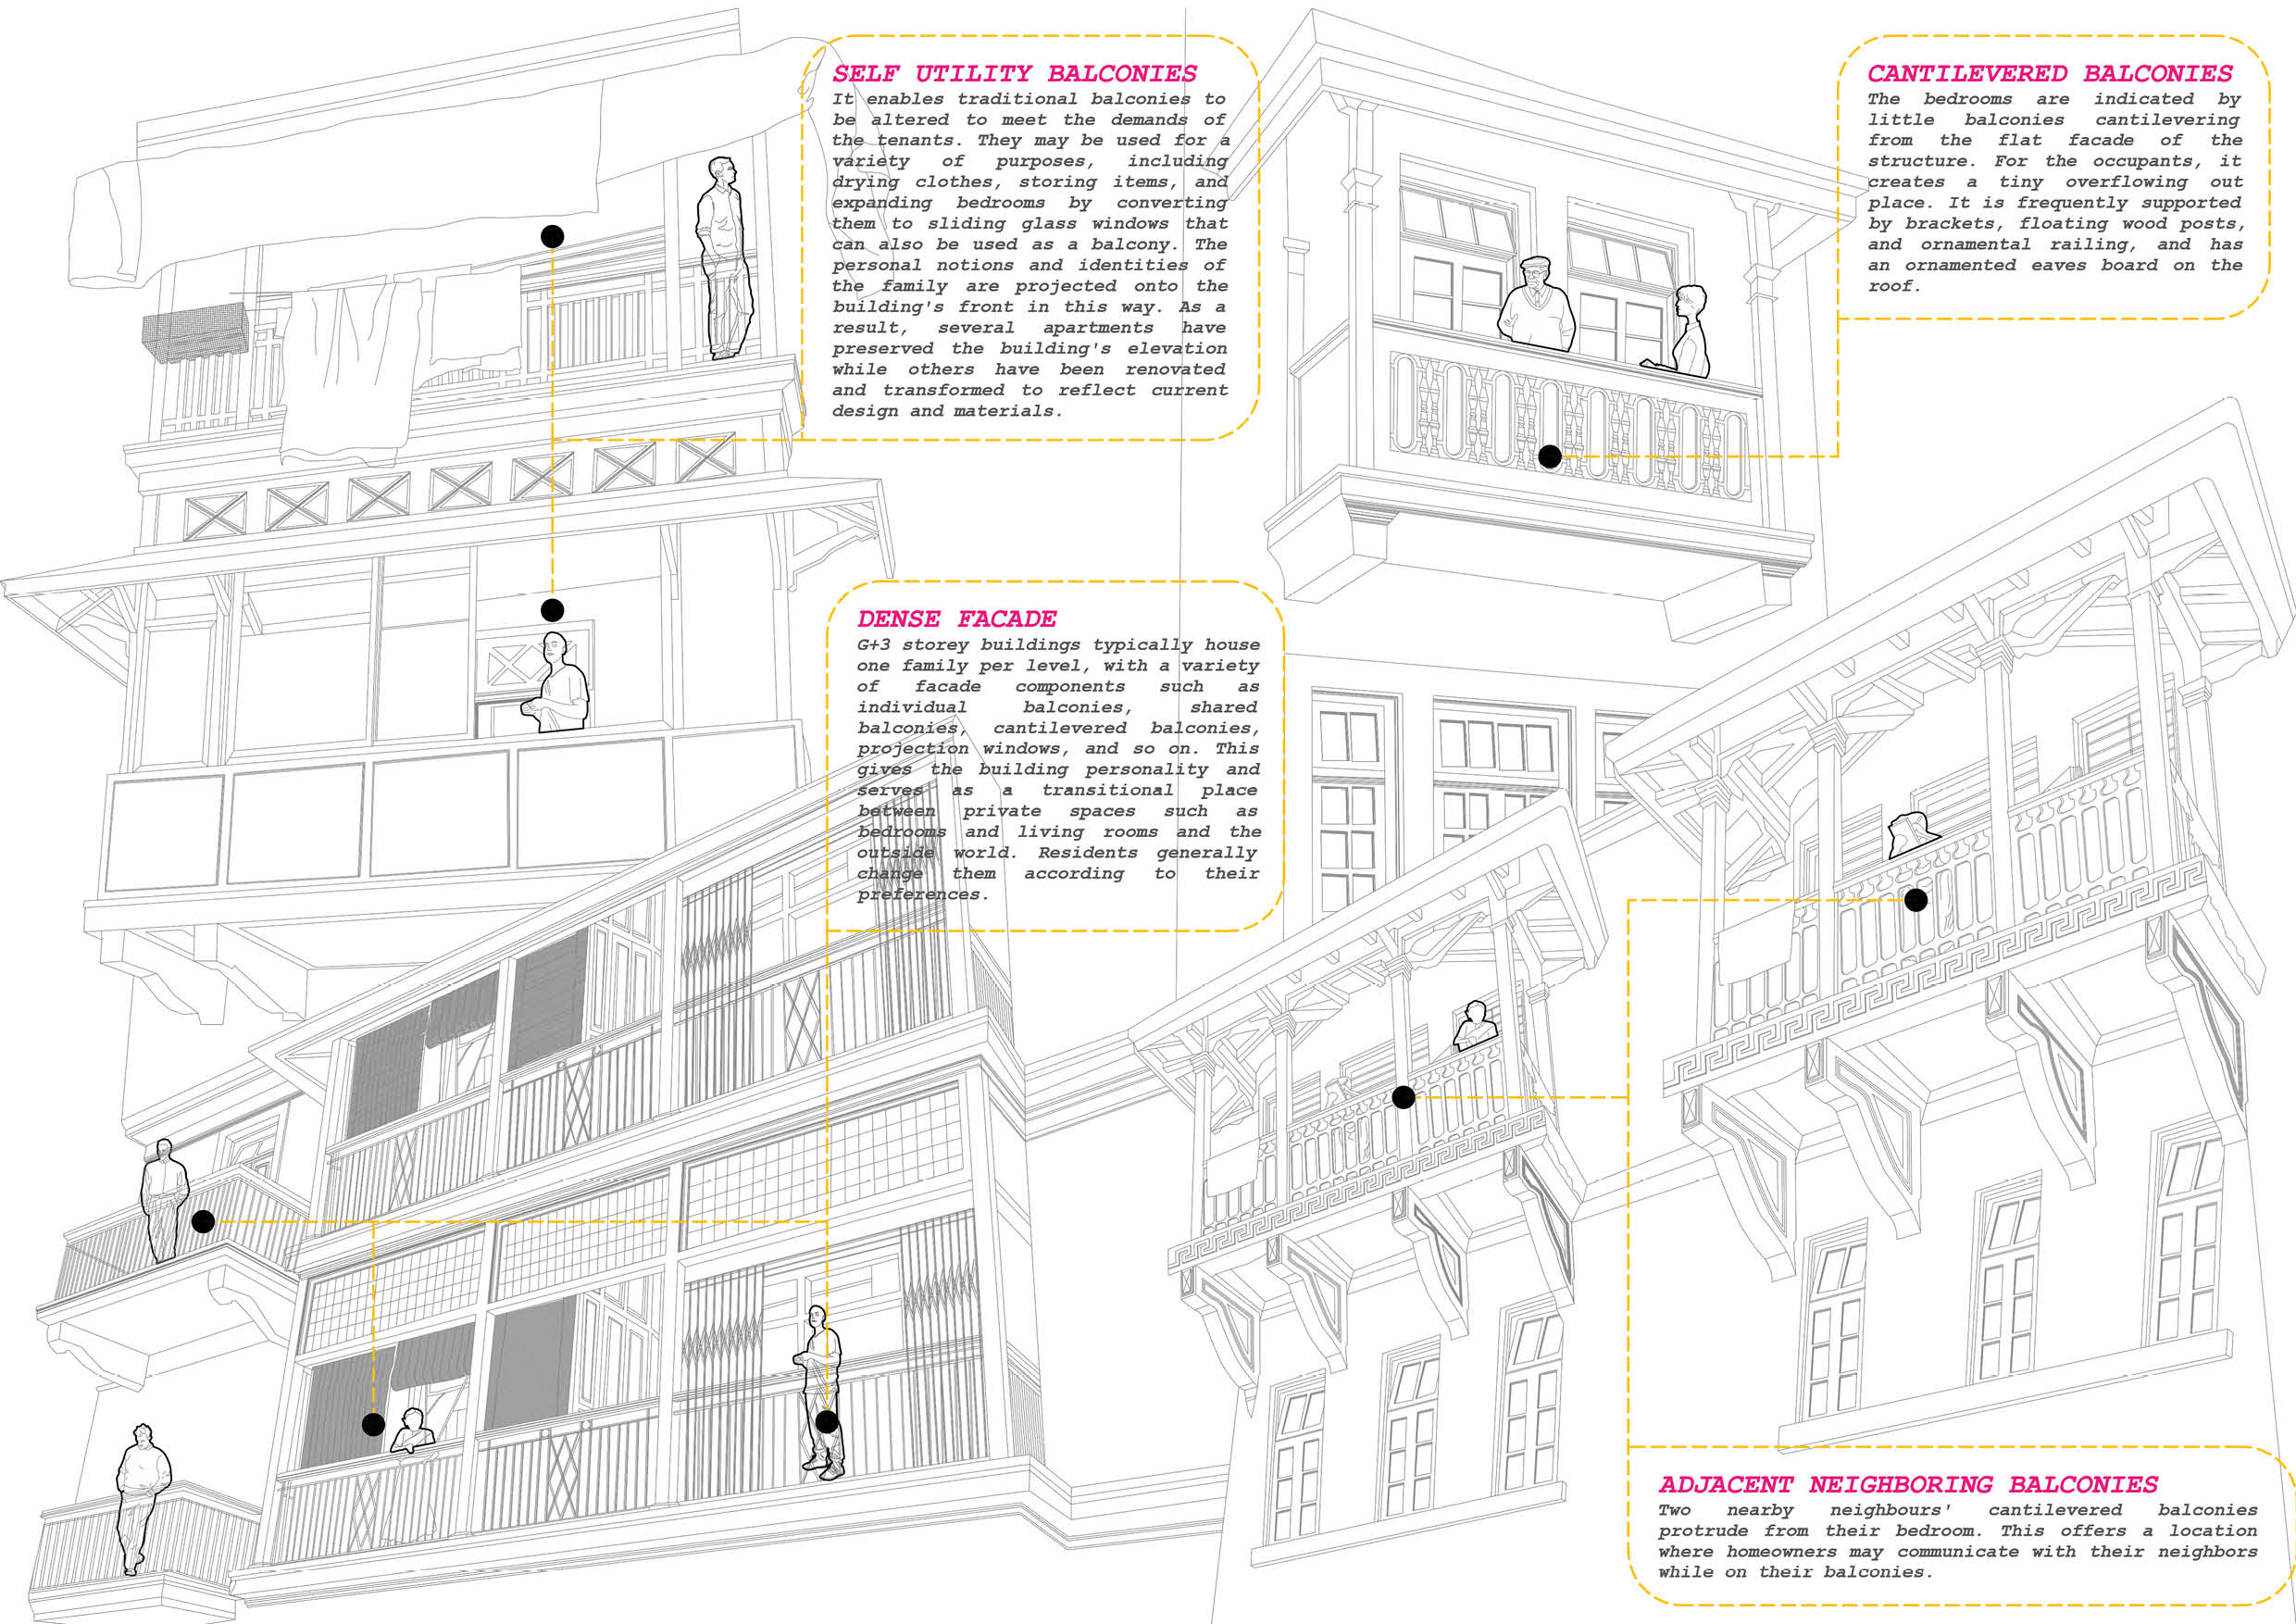 SELF UTILITY BALCONIES
It enables traditional balconies to
be altered to meet the demands of
the tenants. They may be used for a
variety of purposes, including
drying clothes, storing items, and
expanding bedrooms by converting
them to sliding glass windows that
can also be used as a balcony. The
personal notions and identities of
the family are projected onto the
building's front in this way. As a
result, several apartments have
preserved the building's elevation
while others have been renovated
and transformed to reflect current
design and materials.
CANTILEVERED BALCONIES
The bedrooms are indicated by
little balconies cantilevering
from the flat facade of the
structure. For the occupants, it
creates a tiny overflowing out
place. It is frequently supported
by brackets, floating wood posts,
and ornamental railing, and has
an ornamented eaves board on the
roof.
DENSE FACADE
G+3 storey buildings typically house
one family per level, with a variety
of facade components such as
individual balconies, shared
balconies, cantilevered balconies,
projection windows, and so on. This
gives the building personality and
serves as a transitional place
between private spaces such as
bedrooms and living rooms and the
outside world. Residents generally
change them according to their
preferences.
ADJACENT NEIGHBORING BALCONIES
Two nearby neighbours' cantilevered balconies
protrude from their bedroom. This offers a location
where homeowners may communicate with their neighbors
while on their balconies.